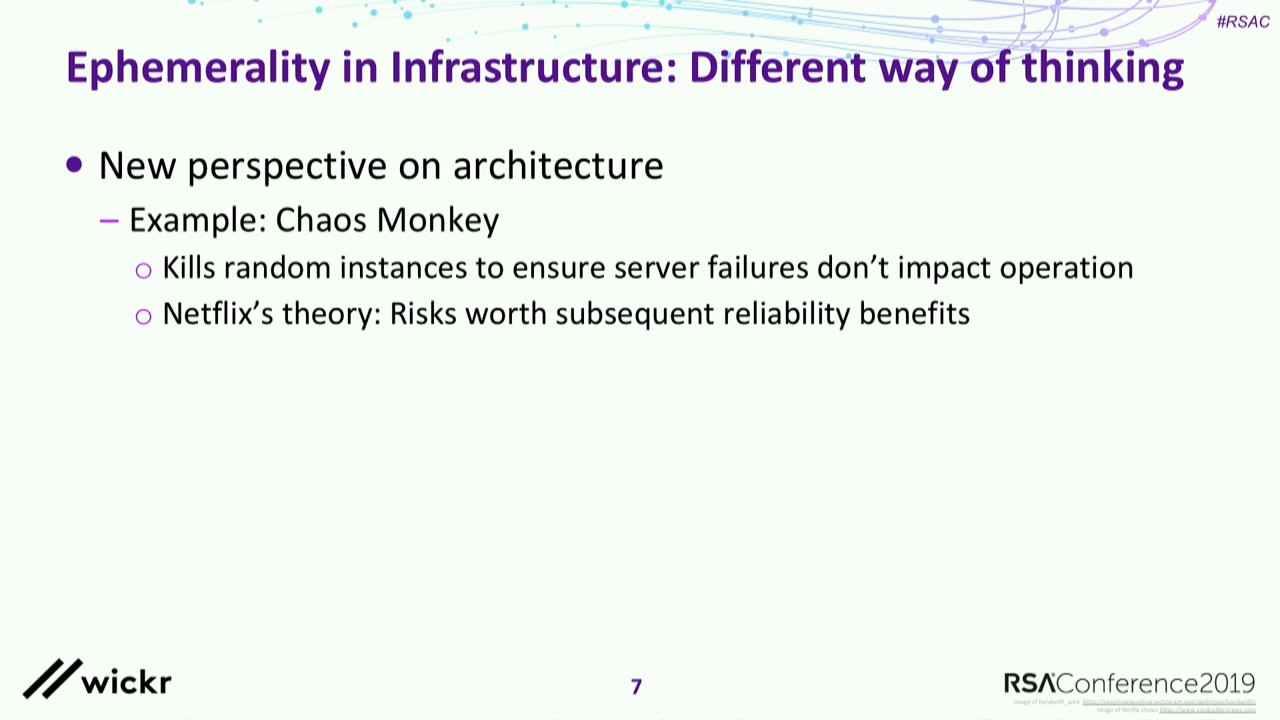 #RSAC
Ephemerality in Infrastructure: Different way of thinking
New perspective on architecture
– Example: Chaos Monkey
Kills random instances to ensure server failures don’t impact operation
Netflix’s theory: Risks worth subsequent reliability benefits
wickr
7
RSAConference2019